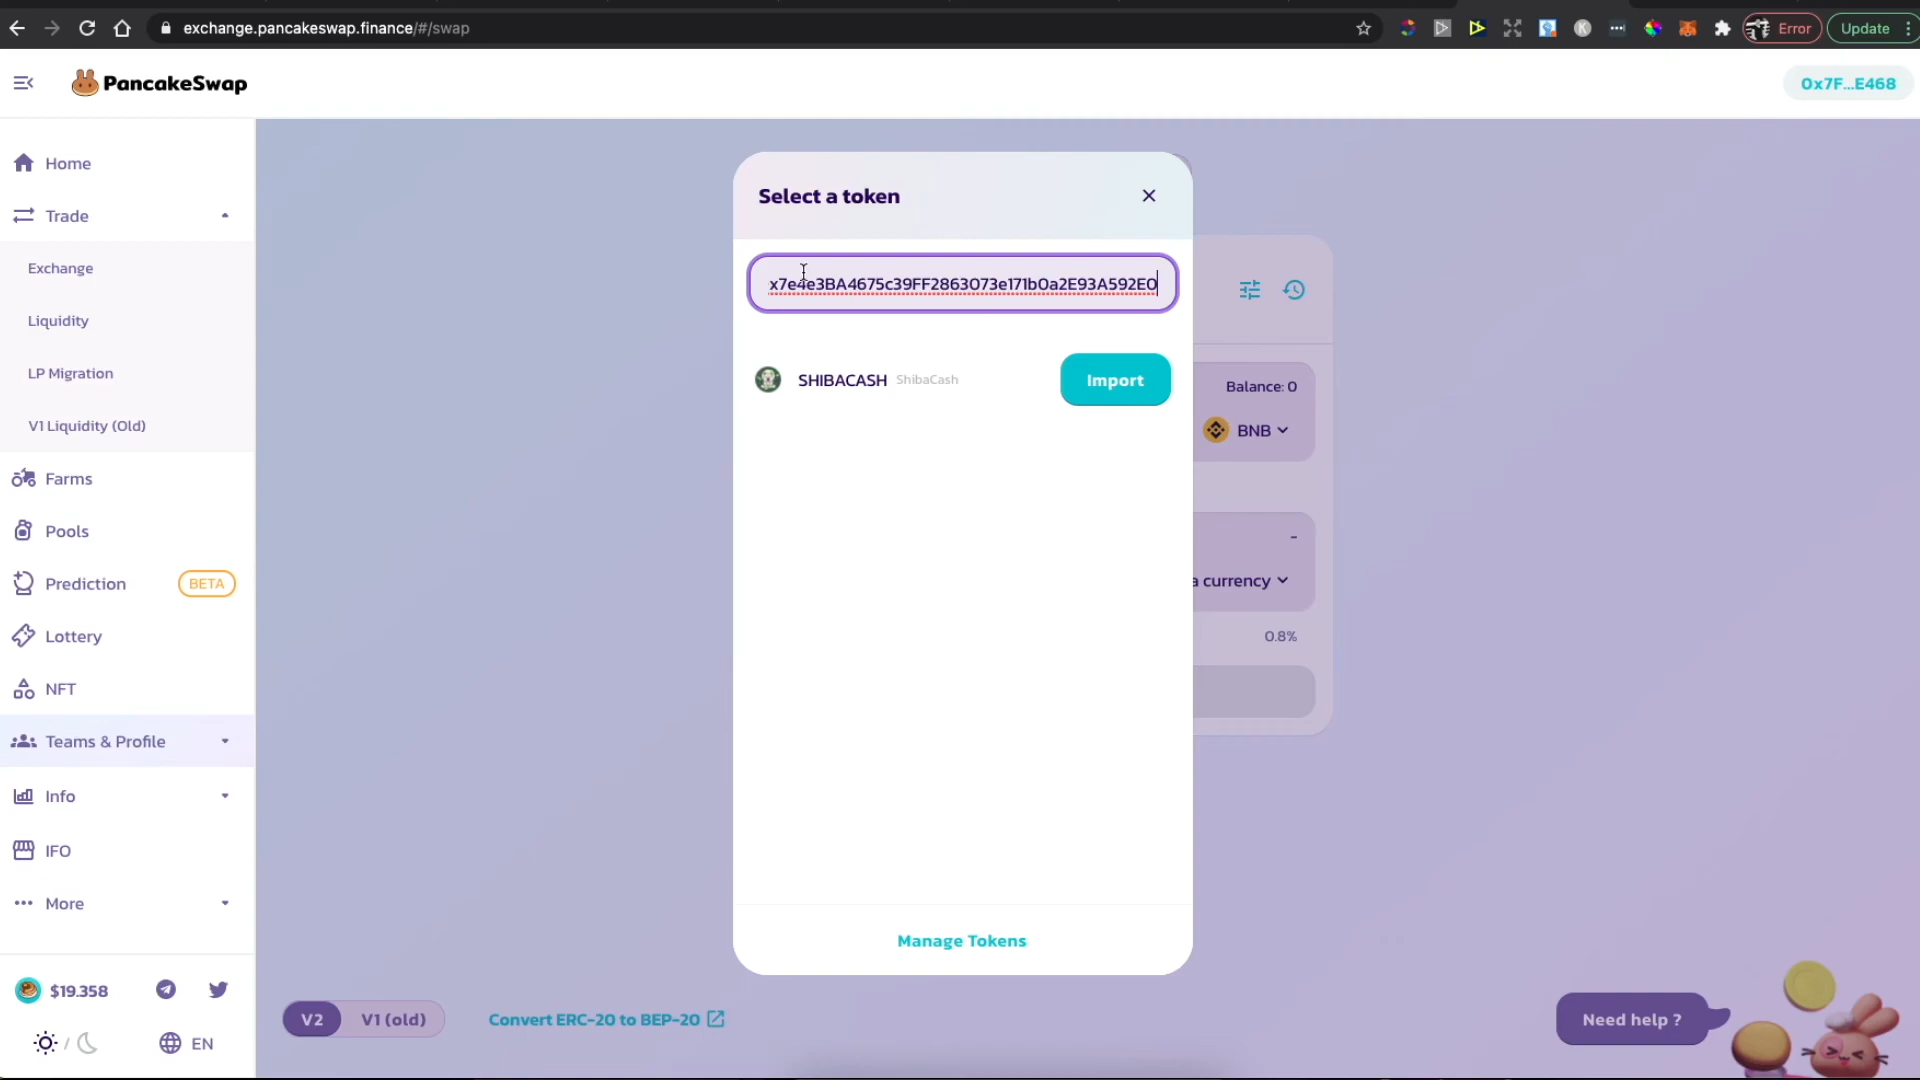 exchange.pancakeswap.finance/#/swap
Error
Update
PancakeSwap
0x7F...E468
Home
Trade
Exchange
Liquidity
LP Migration
V1 Liquidity (Old)
Farms
Pools
Prediction
BETA
Lottery
NFT
Teams & Profile
Info
IFO
More
$19.358
EN
Select a token
x7e4e3BA4675c39FF2863073e171b0a2E93A592E0
SHIBACASH ShibaCash
Import
Manage Tokens
Balance: 0
BNB
-
a currency
0.8%
V2
V1 (old)
Convert ERC-20 to BEP-20
Need help ?